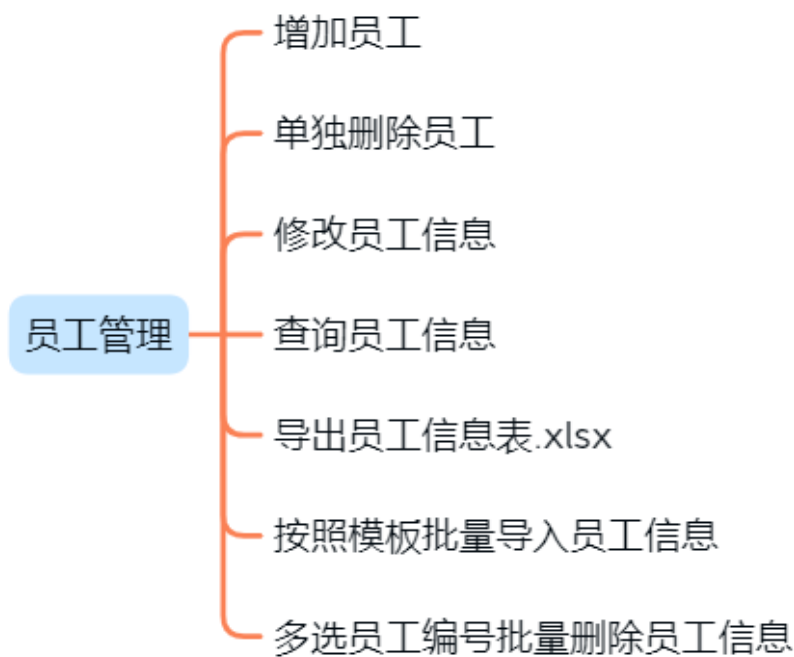 增加员工
单独删除员工
修改员工信息
员工管理
查询员工信息
导出员工信息表.xlsx
按照模板批量导入员工信息
多选员工编号批量删除员工信息